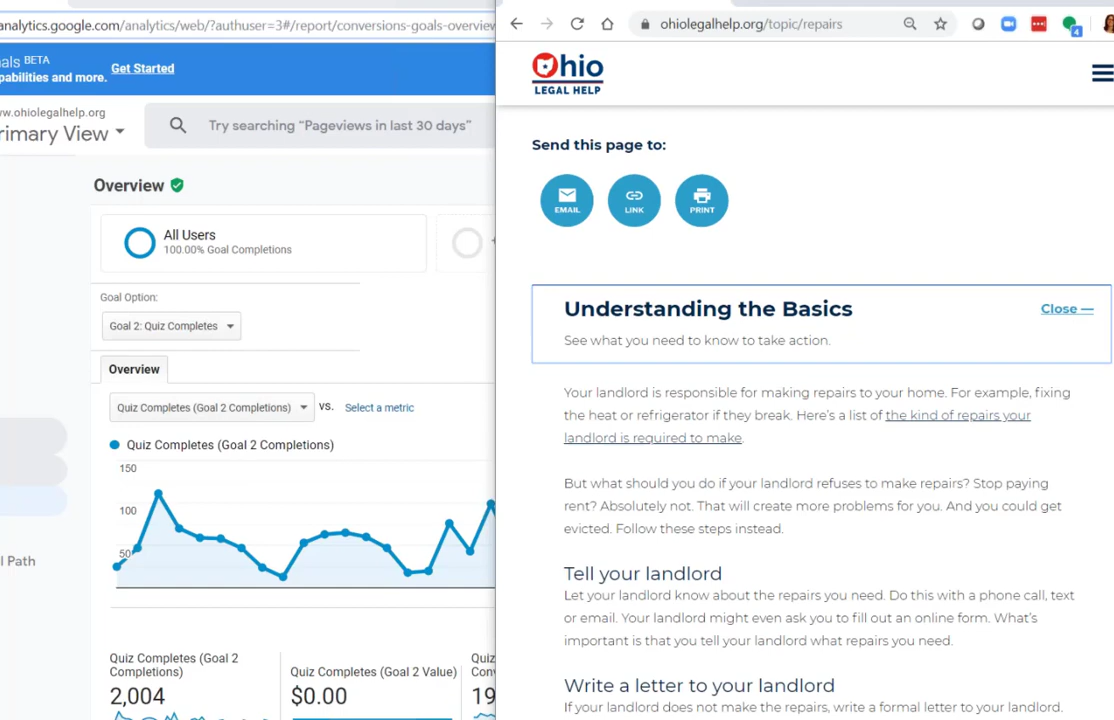 analytics.google.com/analytics/web/?authuser=3#/report/conversions-goals-overview
als BETA
pabilities and more.
Get Started
w.ohiolegalhelp.org
rimary View
Try searching “Pageviews in last 30 days”
Overview
All Users
100.00% Goal Completions
Goal Option:
Goal 2: Quiz Completes
Overview
Quiz Completes (Goal 2 Completions)
vs.
Select a metric
Quiz Completes (Goal 2 Completions)
150
100
50
l Path
Quiz Completes (Goal 2
Completions)
2,004
Quiz Completes (Goal 2 Value)
$0.00
Quiz
Con
19
ohiolegalhelp.org/topic/repairs
4
Ohio
LEGAL HELP
Send this page to:
EMAIL
LINK
PRINT
Understanding the Basics
Close —
See what you need to know to take action.
Your landlord is responsible for making repairs to your home. For example, fixing
the heat or refrigerator if they break. Here’s a list of the kind of repairs your
landlord is required to make.
But what should you do if your landlord refuses to make repairs? Stop paying
rent? Absolutely not. That will create more problems for you. And you could get
evicted. Follow these steps instead.
Tell your landlord
Let your landlord know about the repairs you need. Do this with a phone call, text
or email. Your landlord might even ask you to fill out an online form. What’s
important is that you tell your landlord what repairs you need.
Write a letter to your landlord
If your landlord does not make the repairs, write a formal letter to your landlord.